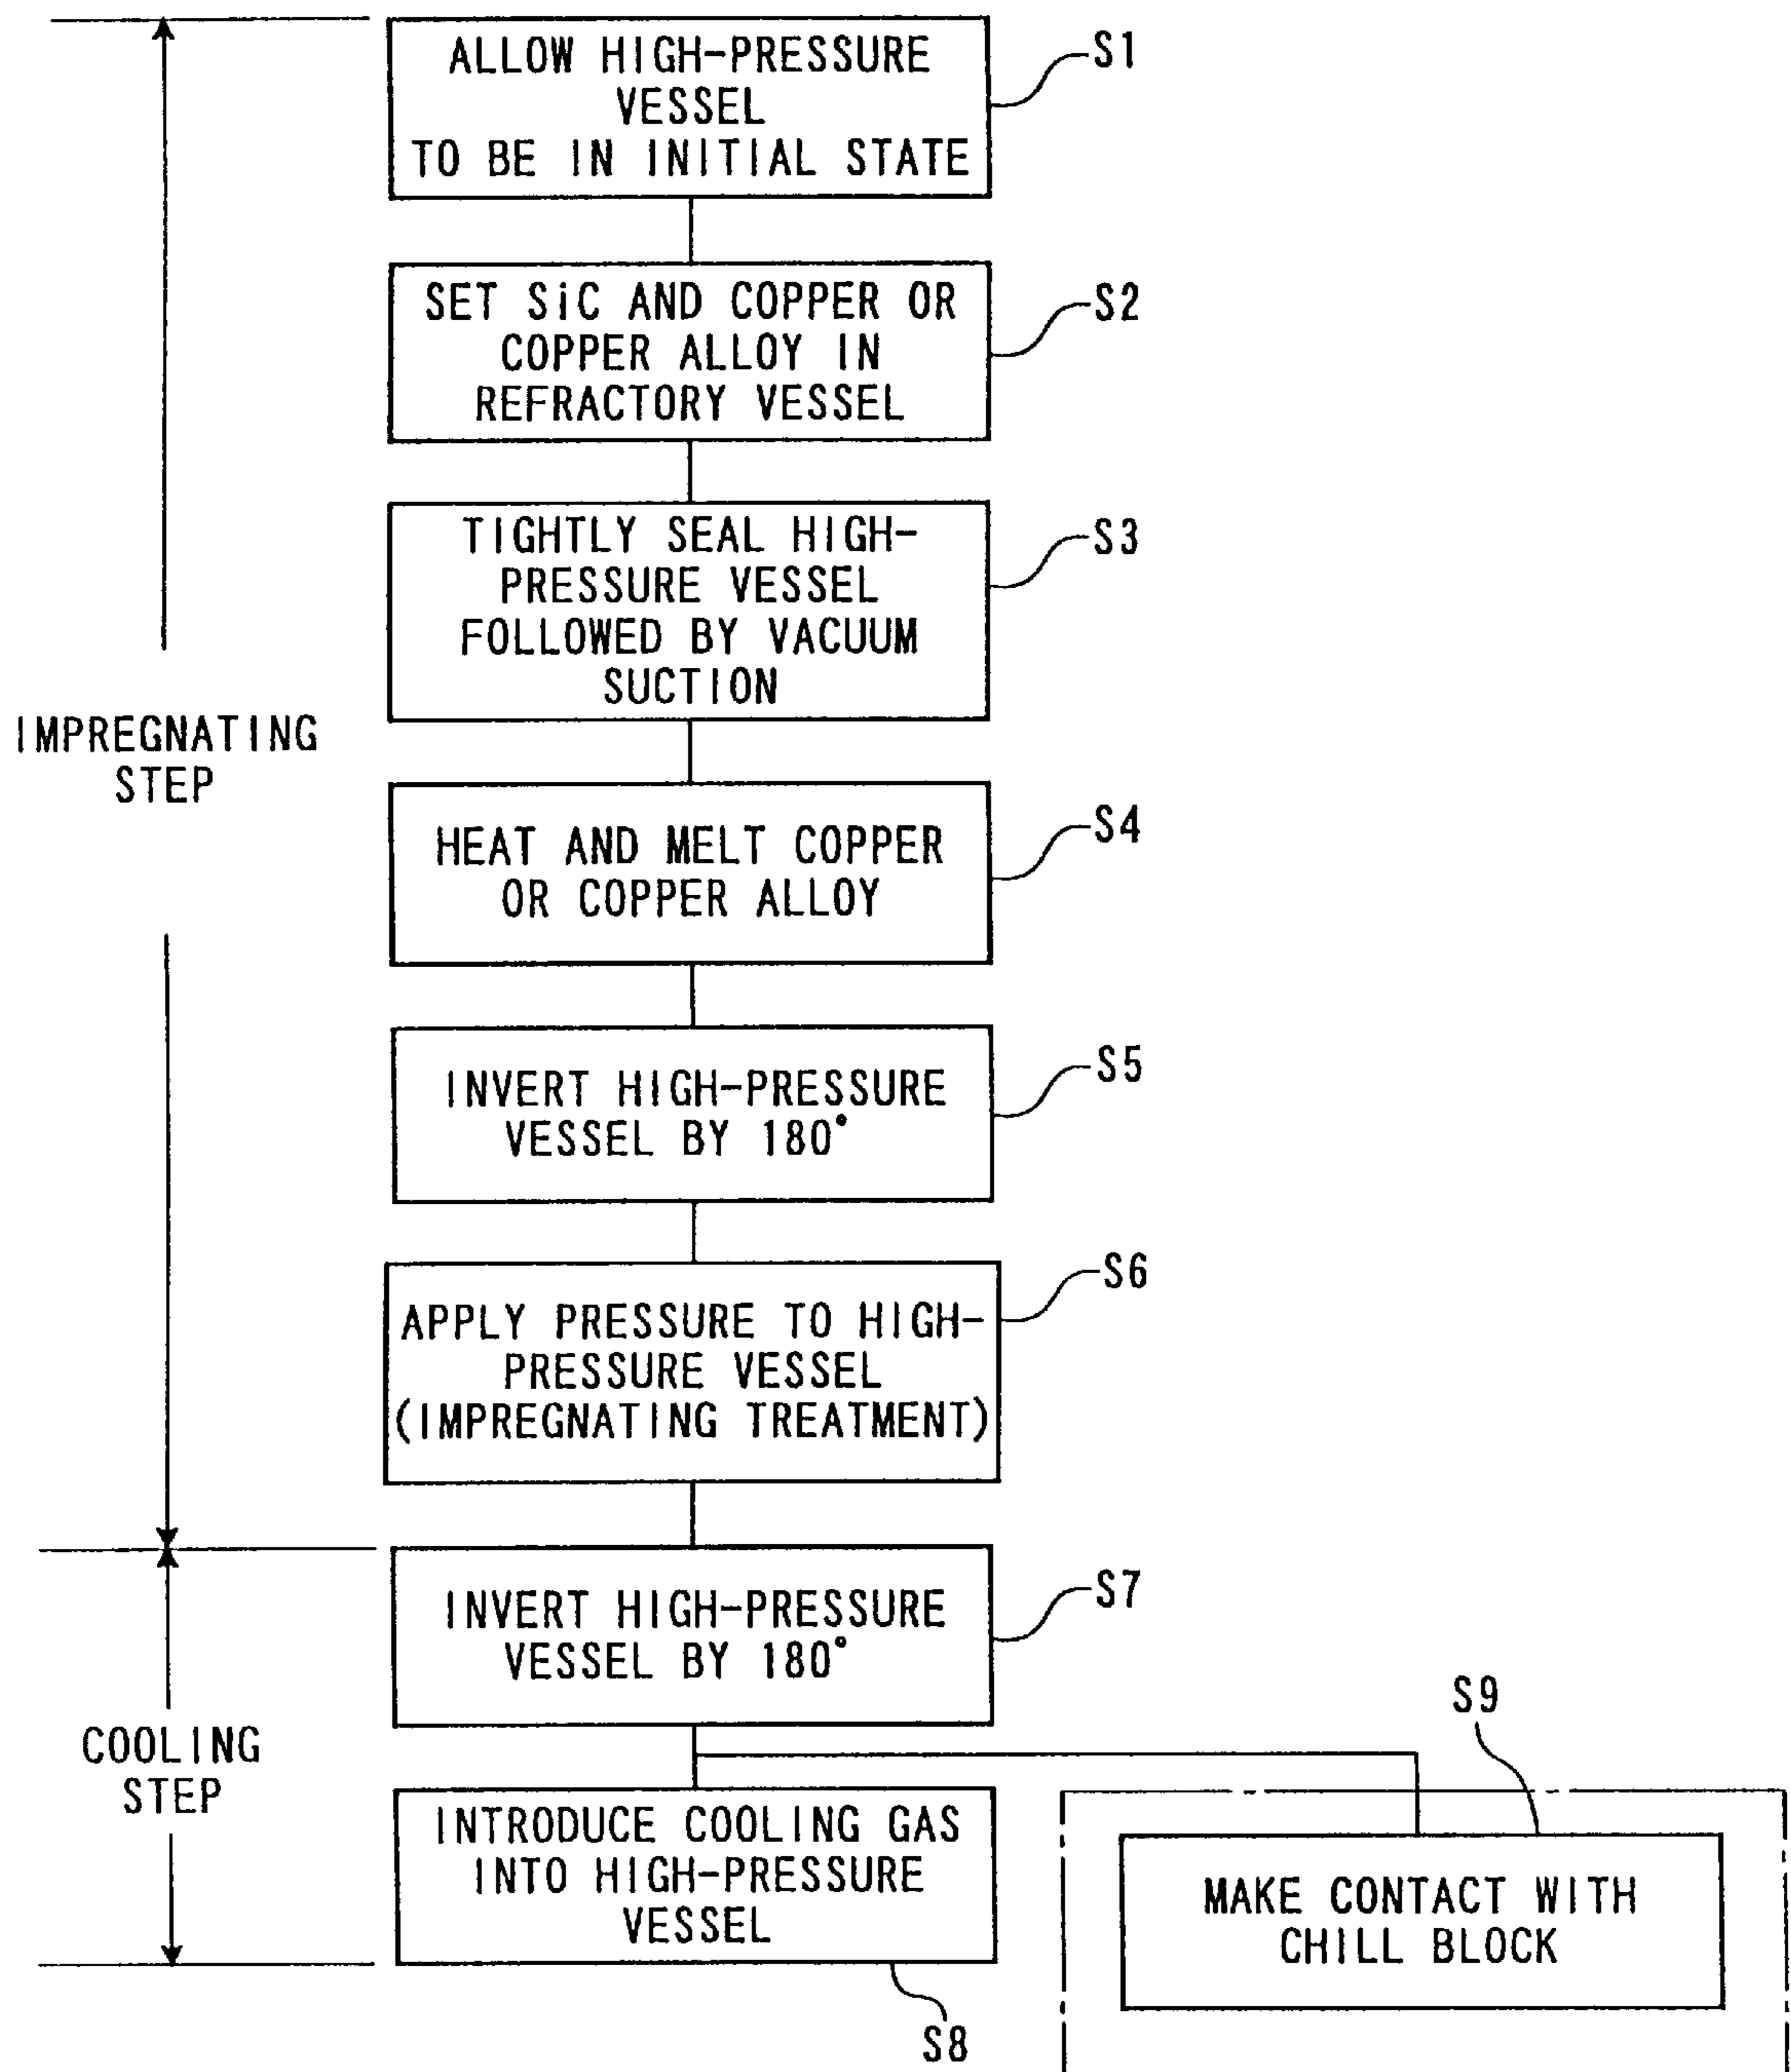 ALLOW HIGH-PRESSURE
VESSEL
TO BE IN INITIAL STATE
S1
SET SiC AND COPPER OR
COPPER ALLOY IN
REFRACTORY VESSEL
S2
TIGHTLY SEAL HIGH-
PRESSURE VESSEL
FOLLOWED BY VACUUM
SUCTION
S3
IMPREGNATING
STEP
HEAT AND MELT COPPER
OR COPPER ALLOY
S4
INVERT HIGH-PRESSURE
VESSEL BY 180°
S5
APPLY PRESSURE TO HIGH-
PRESSURE VESSEL
(IMPREGNATING TREATMENT)
S6
INVERT HIGH-PRESSURE
VESSEL BY 180°
S7
COOLING
STEP
INTRODUCE COOLING GAS
INTO HIGH-PRESSURE
VESSEL
S8
S9
MAKE CONTACT WITH
CHILL BLOCK